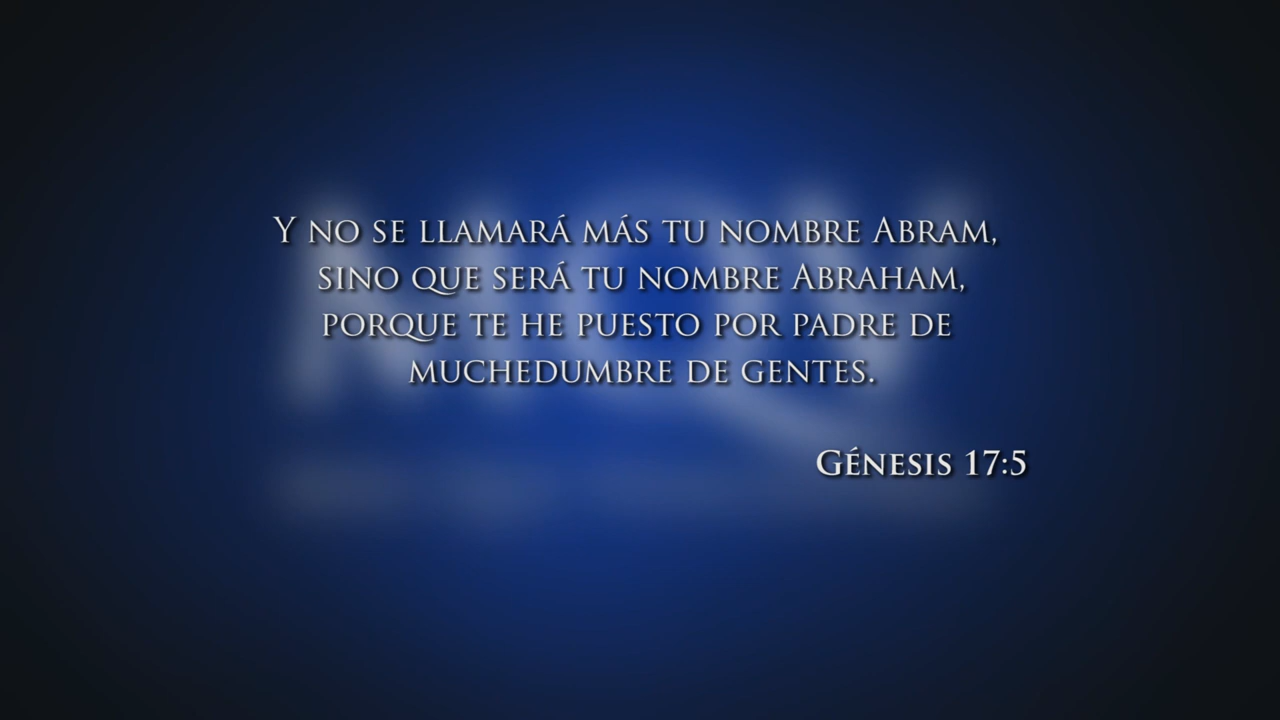 Y no se llamará más tu nombre Abram,
sino que será tu nombre Abraham,
porque te he puesto por padre de
muchedumbre de gentes.
Génesis 17:5